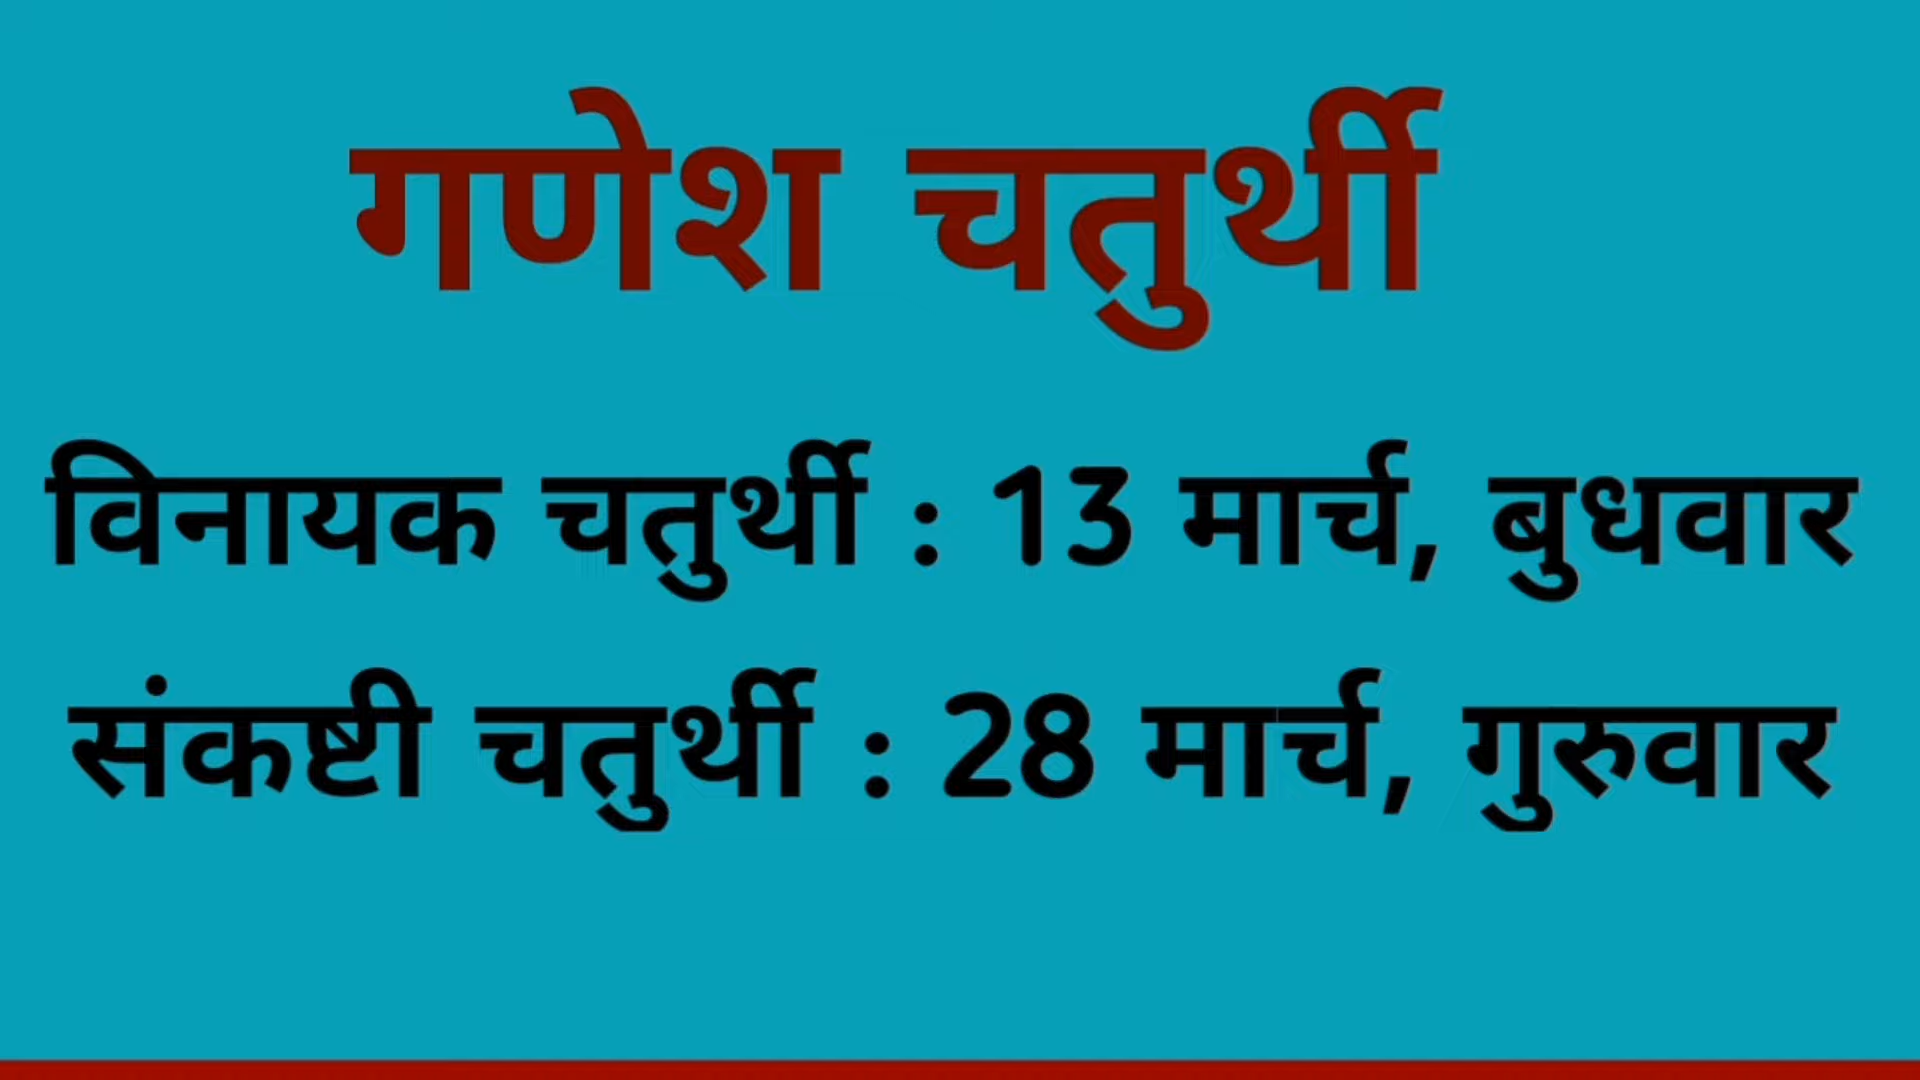 गणेश चतुर्थी
विनायक चतुर्थी : 13 मार्च, बुधवार
संकष्टी चतुर्थी : 28 मार्च, गुरुवार